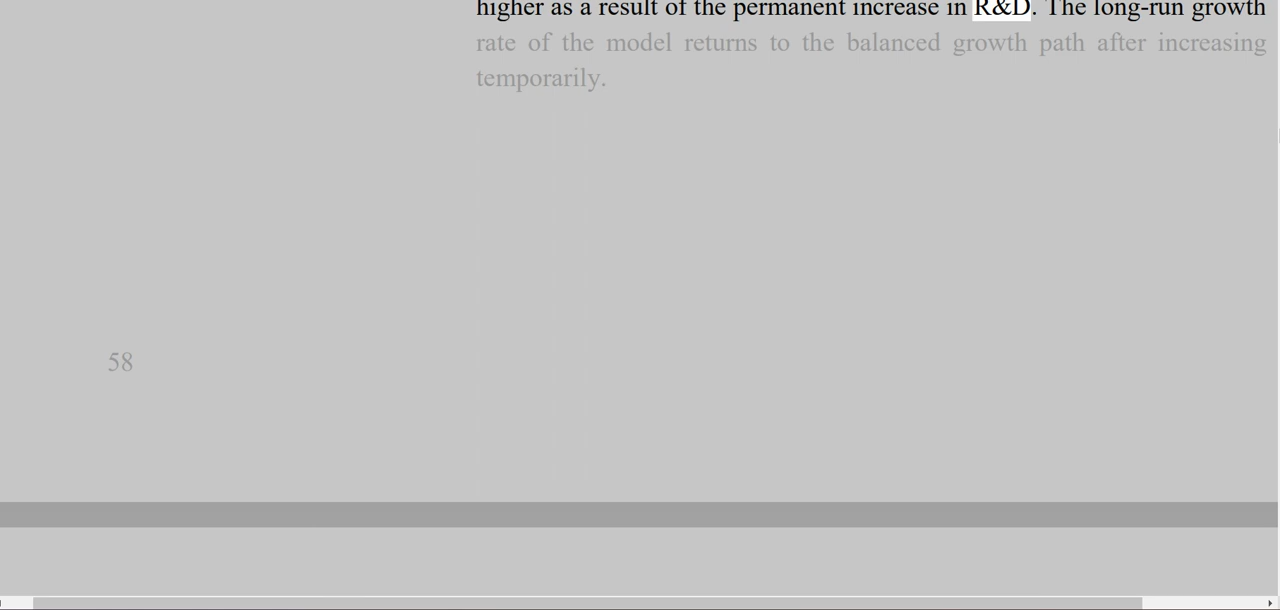 higher as a result of the permanent increase in R&D. The long-run growth
rate of the model returns to the balanced growth path after increasing
temporarily.
58